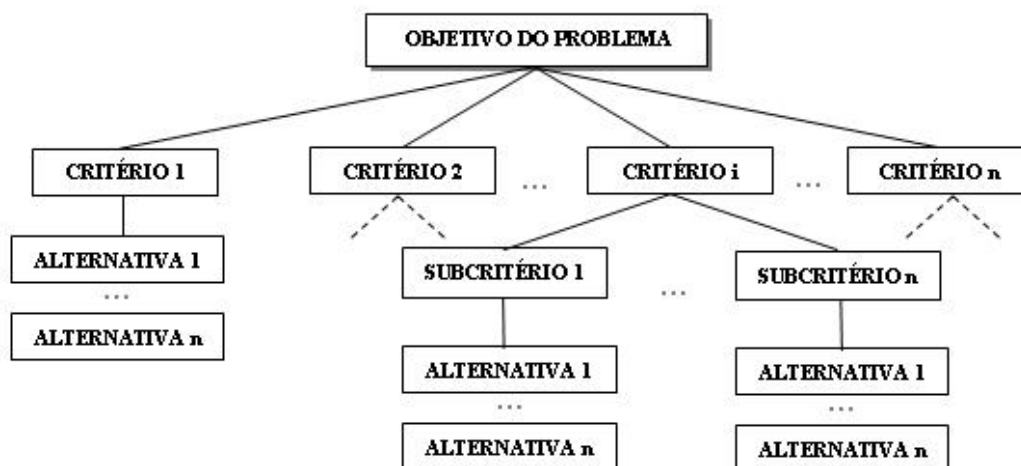 OBJETIVO DO PROBLEMA
CRITÉRIO 1
CRITÉRIO 2
...
CRITÉRIO i
...
CRITÉRIO n
ALTERNATIVA 1
...
ALTERNATIVA n
SUBCRITÉRIO 1
...
SUBCRITÉRIO n
ALTERNATIVA 1
...
ALTERNATIVA n
ALTERNATIVA 1
...
ALTERNATIVA n